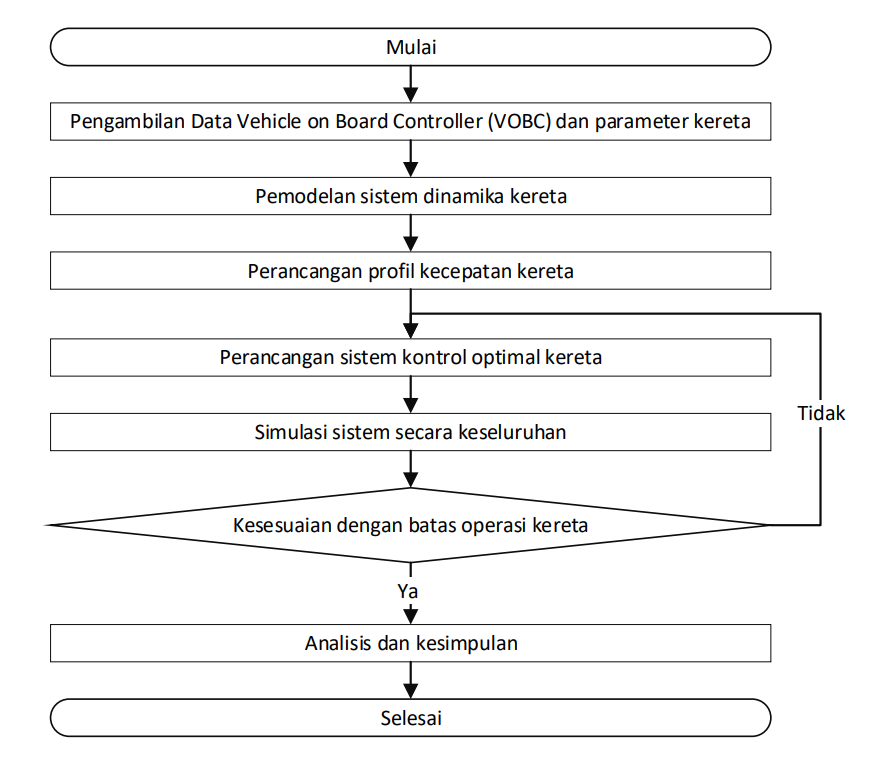 Mulai
Pengambilan Data Vehicle on Board Controller (VOBC) dan parameter kereta
Pemodelan sistem dinamika kereta
Perancangan profil kecepatan kereta
Perancangan sistem kontrol optimal kereta
Tidak
Simulasi sistem secara keseluruhan
Kesesuaian dengan batas operasi kereta
Ya
Analisis dan kesimpulan
Selesai